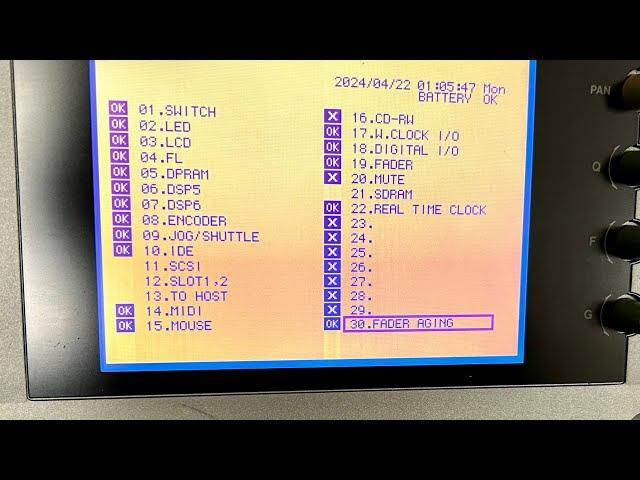 2024/04/22 01:05:47 Mon
BATTERY OK
OK 01.SWITCH
OK 02.LED
OK 03.LCD
OK 04.FL
OK 05.DPRAM
OK 06.DSP5
OK 07.DSP6
OK 08.ENCODER
OK 09.JOG/SHUTTLE
OK 10.IDE
11.SCSI
12.SLOT1,2
13.TO HOST
OK 14.MIDI
OK 15.MOUSE
X 16.CD-RW
OK 17.W.CLOCK I/O
OK 18.DIGITAL I/O
OK 19.FADER
X 20.MUTE
21.SDRAM
OK 22.REAL TIME CLOCK
X 23.
X 24.
X 25.
X 26.
X 27.
X 28.
X 29.
OK 30.FADER AGING
PAN
Q
F
G